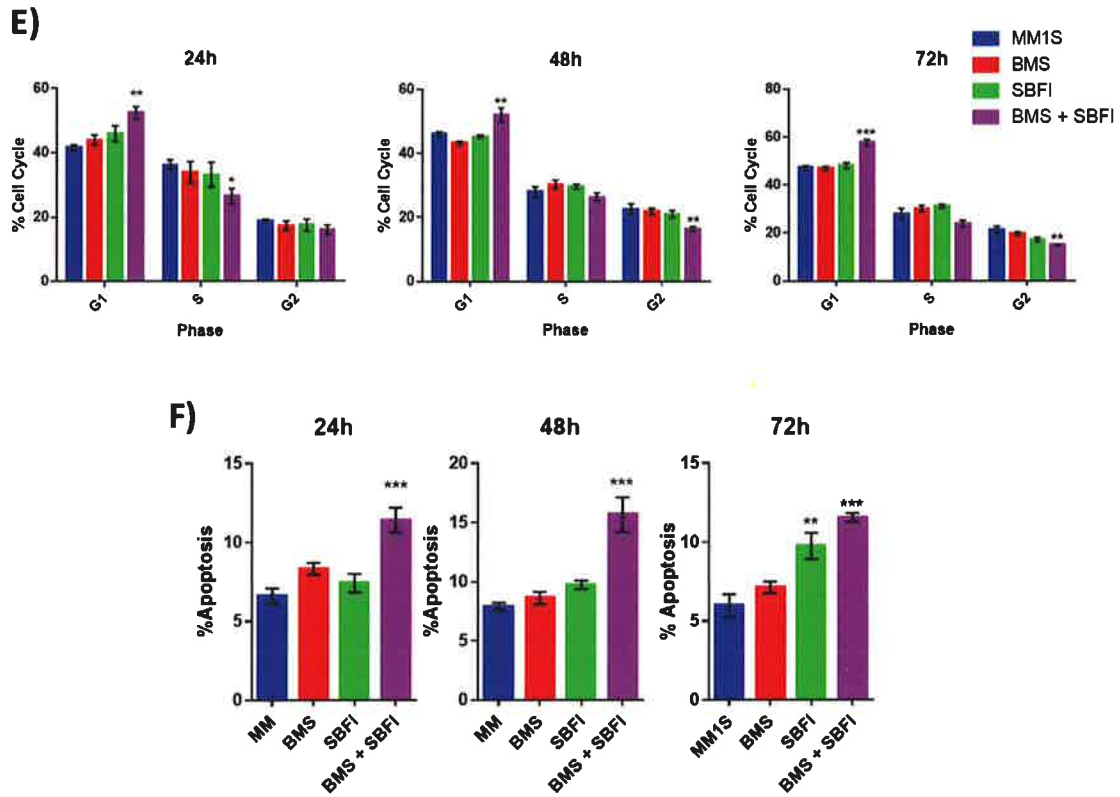 E)
24h
48h
72h
MM1S
BMS
SBFI
BMS + SBFI
% Cell Cycle
60
40
20
0
**
*
G1
S
G2
Phase
% Cell Cycle
60
40
20
0
**
**
G1
S
G2
Phase
% Cell Cycle
80
60
40
20
0
***
**
G1
S
G2
Phase
F)
24h
48h
72h
%Apoptosis
15
10
5
0
***
MM
BMS
SBFI
BMS + SBFI
%Apoptosis
20
15
10
5
0
***
MM
BMS
SBFI
BMS + SBFI
% Apoptosis
15
10
5
0
**
***
MM1S
BMS
SBFI
BMS + SBFI